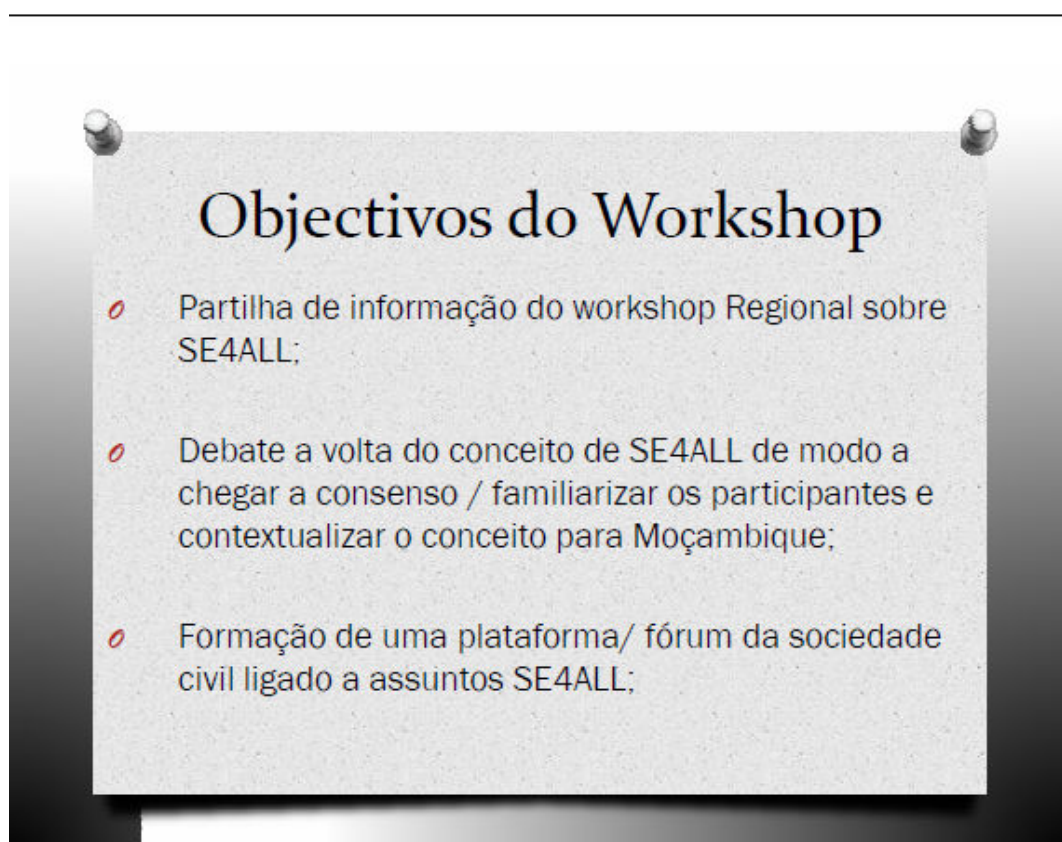 Objectivos do Workshop
Partilha de informação do workshop Regional sobre
SE4ALL;
Debate a volta do conceito de SE4ALL de modo a
chegar a consenso / familiarizar os participantes e
contextualizar o conceito para Moçambique;
Formação de uma plataforma/ fórum da sociedade
civil ligado a assuntos SE4ALL;